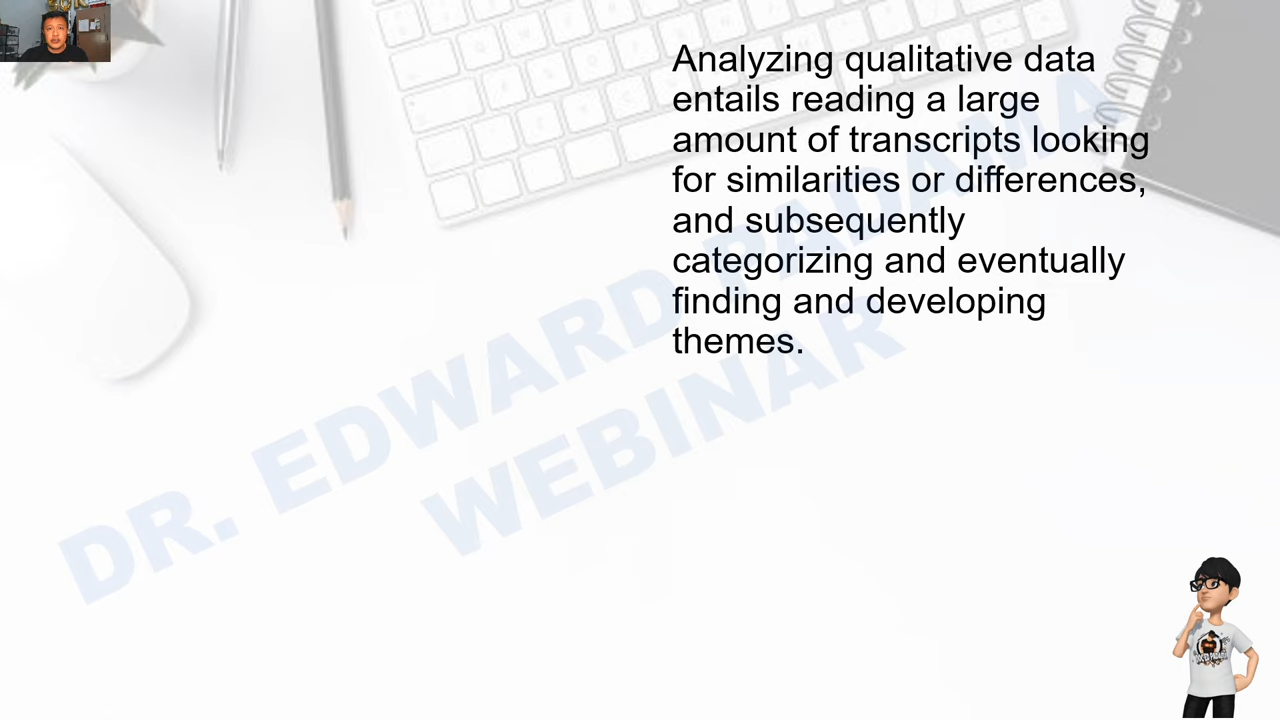 Analyzing qualitative data
entails reading a large
amount of transcripts looking
for similarities or differences,
and subsequently
categorizing and eventually
finding and developing
themes.
DR. EDWARD PADAMA
WEBINAR